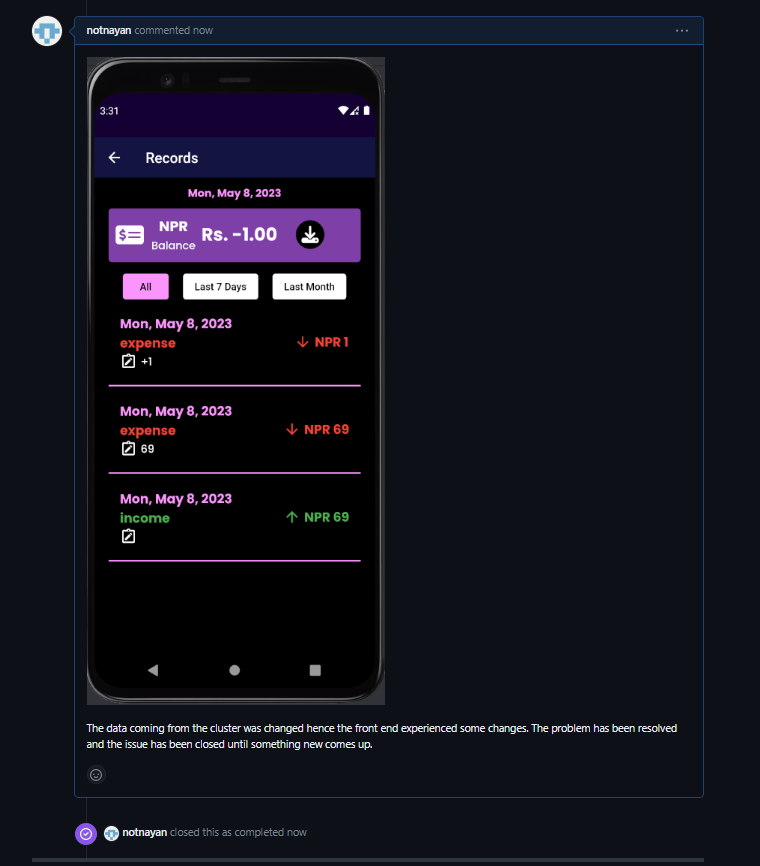 notnayan commented now
3:31
Records
Mon, May 8, 2023
NPR
Balance
Rs. -1.00
All
Last 7 Days
Last Month
Mon, May 8, 2023
expense
NPR 1
+1
Mon, May 8, 2023
expense
NPR 69
69
Mon, May 8, 2023
income
NPR 69
The data coming from the cluster was changed hence the front end experienced some changes. The problem has been resolved
and the issue has been closed until something new comes up.
notnayan closed this as completed now